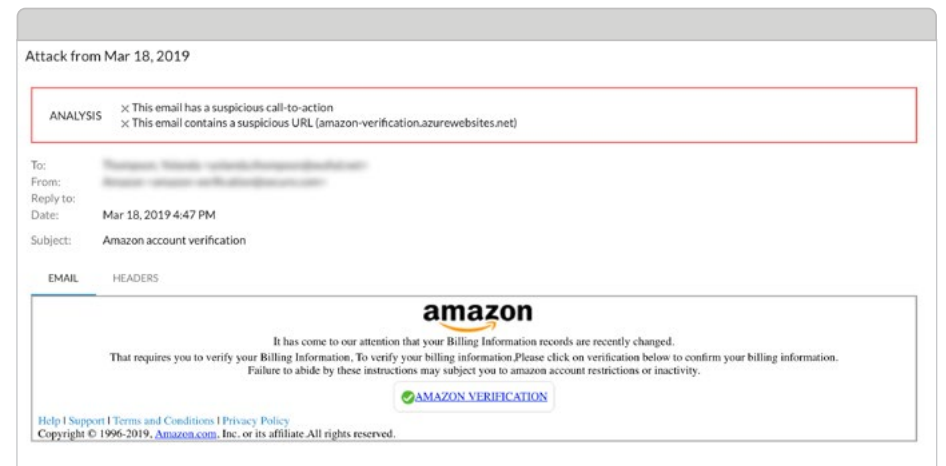 Attack from Mar 18, 2019
ANALYSIS
× This email has a suspicious call-to-action
× This email contains a suspicious URL (amazon-verification.azurewebsites.net)
To:
From:
Reply to:
Date: Mar 18, 2019 4:47 PM
Subject: Amazon account verification
EMAIL HEADERS
amazon
It has come to our attention that your Billing Information records are recently changed.
That requires you to verify your Billing Information, To verify your billing information,Please click on verification below to confirm your billing information.
Failure to abide by these instructions may subject you to amazon account restrictions or inactivity.
AMAZON VERIFICATION
Help | Support | Terms and Conditions | Privacy Policy
Copyright © 1996-2019, Amazon.com, Inc. or its affiliate.All rights reserved.